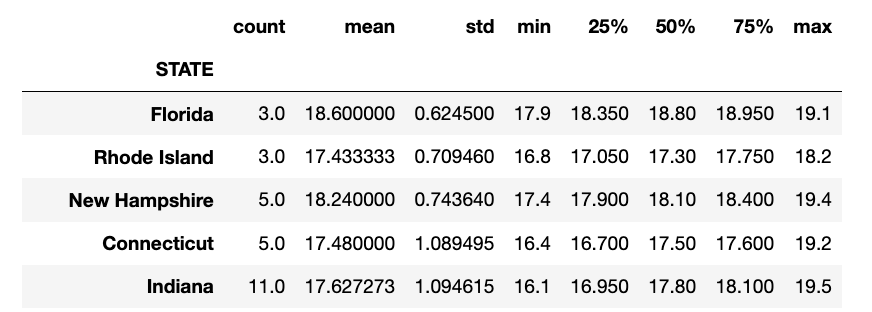 count mean std min 25% 50% 75% max
STATE
Florida 3.0 18.600000 0.624500 17.9 18.350 18.80 18.950 19.1
Rhode Island 3.0 17.433333 0.709460 16.8 17.050 17.30 17.750 18.2
New Hampshire 5.0 18.240000 0.743640 17.4 17.900 18.10 18.400 19.4
Connecticut 5.0 17.480000 1.089495 16.4 16.700 17.50 17.600 19.2
Indiana 11.0 17.627273 1.094615 16.1 16.950 17.80 18.100 19.5